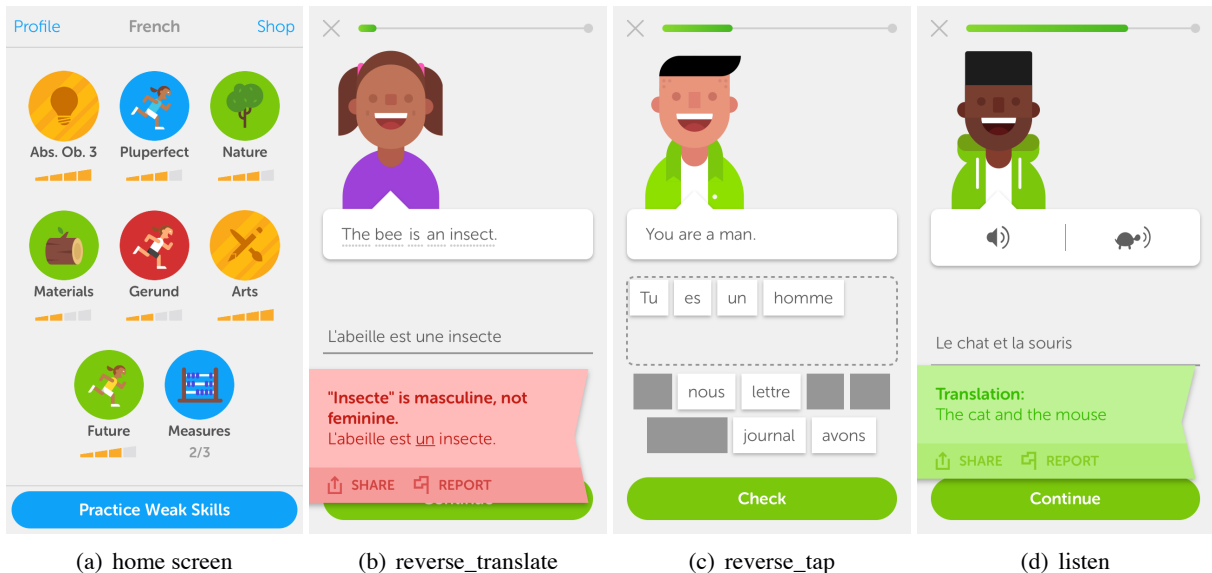 Profile French Shop
Abs. Ob. 3 Pluperfect Nature
Materials Gerund Arts
Future Measures
2/3
Practice Weak Skills
(a) home screen
The bee is an insect.
L'abeille est une insecte
"Insecte" is masculine, not
feminine.
L'abeille est un insecte.
SHARE REPORT
(b) reverse_translate
You are a man.
Tu es un homme
nous lettre
journal avons
Check
(c) reverse_tap
Le chat et la souris
Translation:
The cat and the mouse
SHARE REPORT
Continue
(d) listen